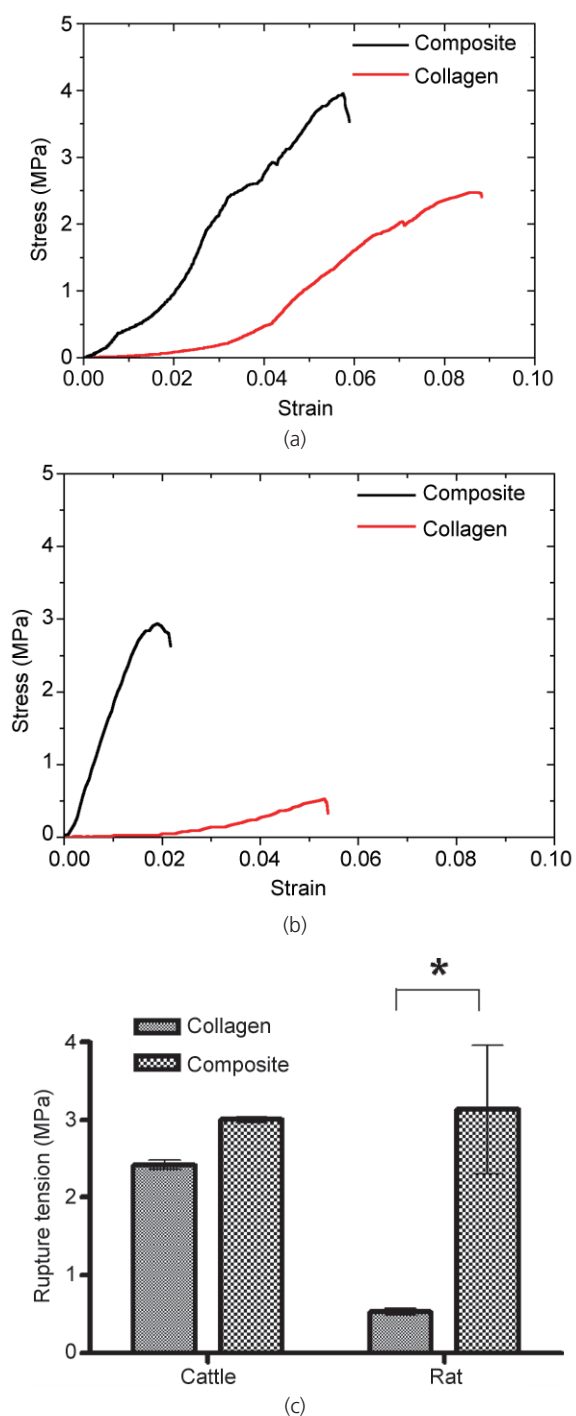 5
4
3
2
1
0
Stress (MPa)
Composite
Collagen
0.00 0.02 0.04 0.06 0.08 0.10
Strain
(a)
5
4
3
2
1
0
Stress (MPa)
Composite
Collagen
0.00 0.02 0.04 0.06 0.08 0.10
Strain
(b)
*
Collagen
Composite
4
3
2
1
0
Rupture tension (MPa)
Cattle Rat
(c)